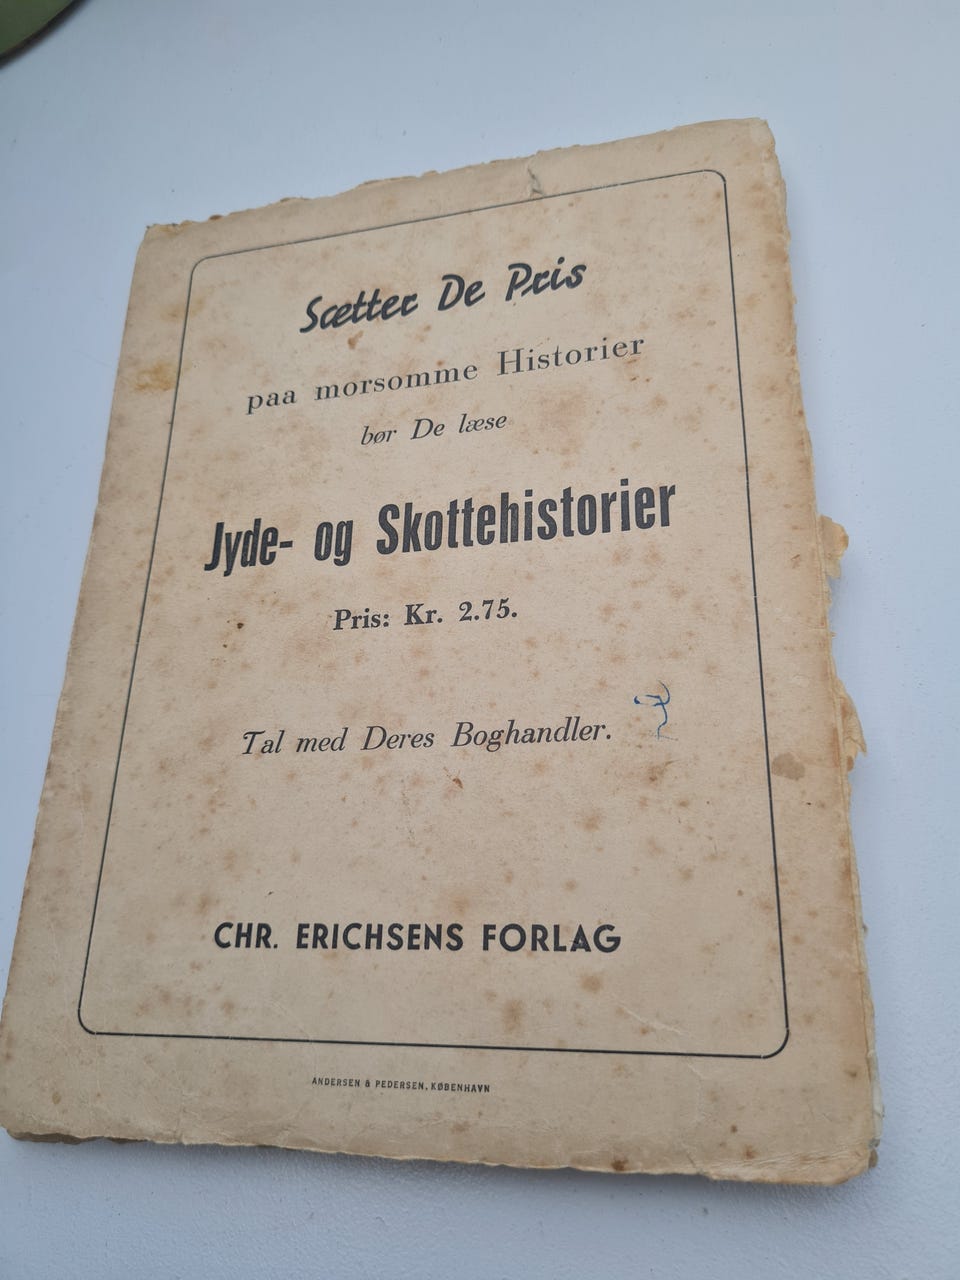 Sætter De Pris
paa morsomme Historier
bør De læse
Jyde- og Skottehistorier
Pris: Kr. 2.75.
Tal med Deres Boghandler.
CHR. ERICHSENS FORLAG
ANDERSEN & PEDERSEN, KØBENHAVN